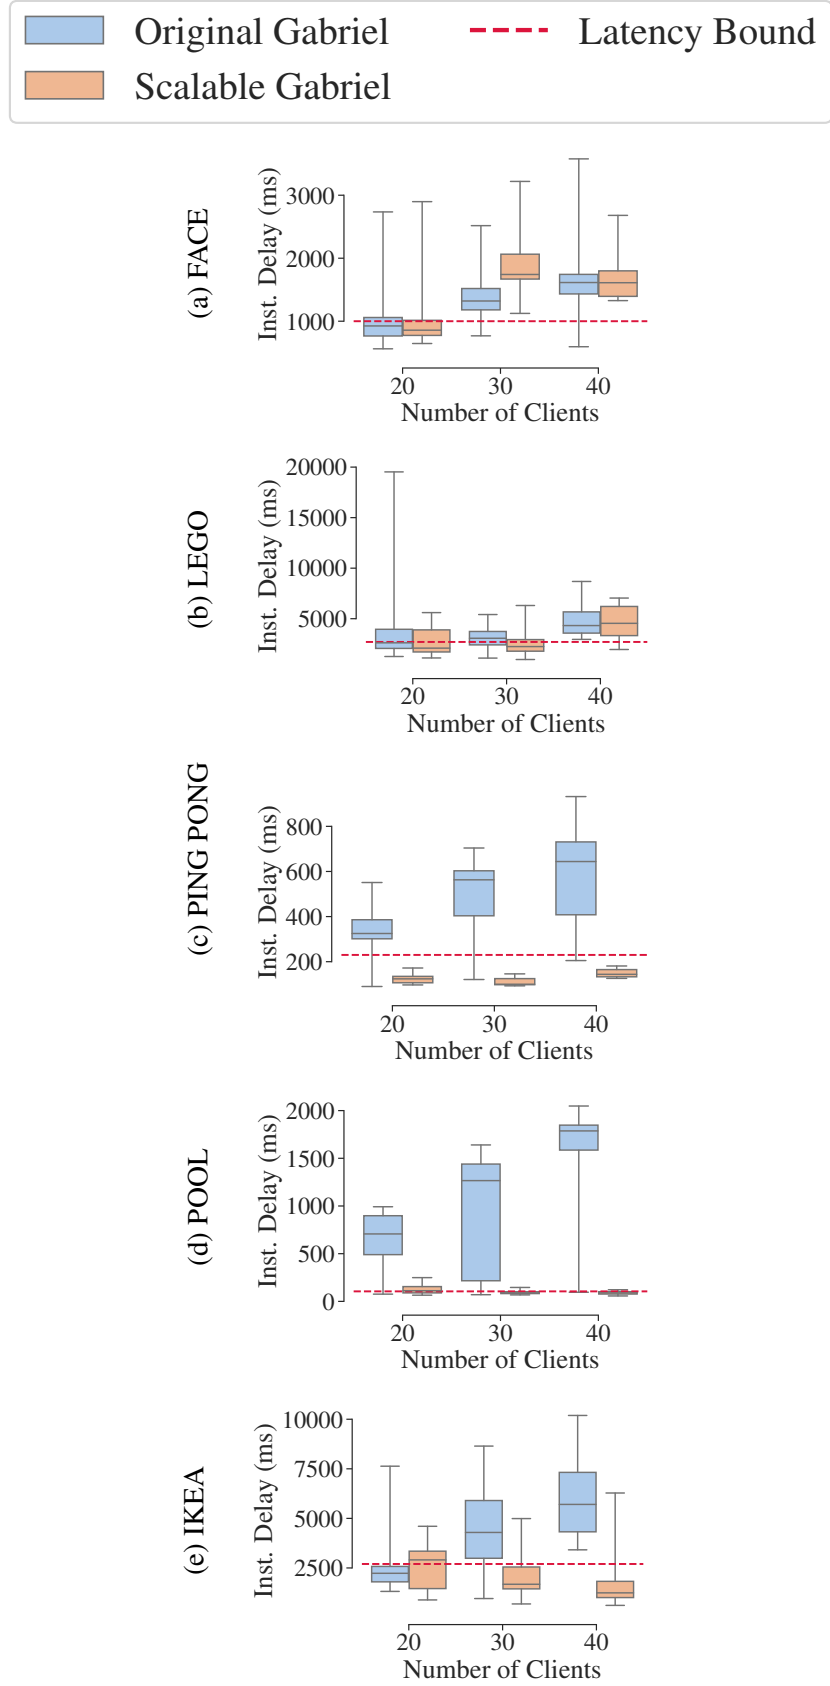 Original Gabriel
Latency Bound
Scalable Gabriel
(a) FACE
Inst. Delay (ms)
3000
2000
1000
20
30
40
Number of Clients
(b) LEGO
Inst. Delay (ms)
20000
15000
10000
5000
20
30
40
Number of Clients
(c) PING PONG
Inst. Delay (ms)
800
600
400
200
20
30
40
Number of Clients
(d) POOL
Inst. Delay (ms)
2000
1500
1000
500
0
20
30
40
Number of Clients
(e) IKEA
Inst. Delay (ms)
10000
7500
5000
2500
20
30
40
Number of Clients